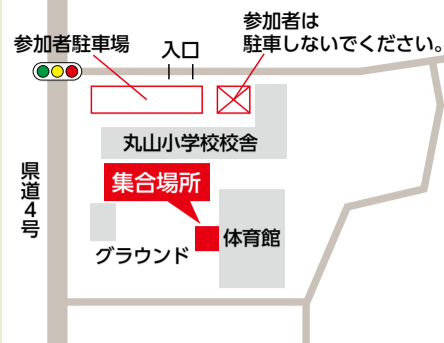 参加者は
駐車しないでください。
参加者駐車場
入口
丸山小学校校舎
集合場所
県道4号
体育館
グラウンド